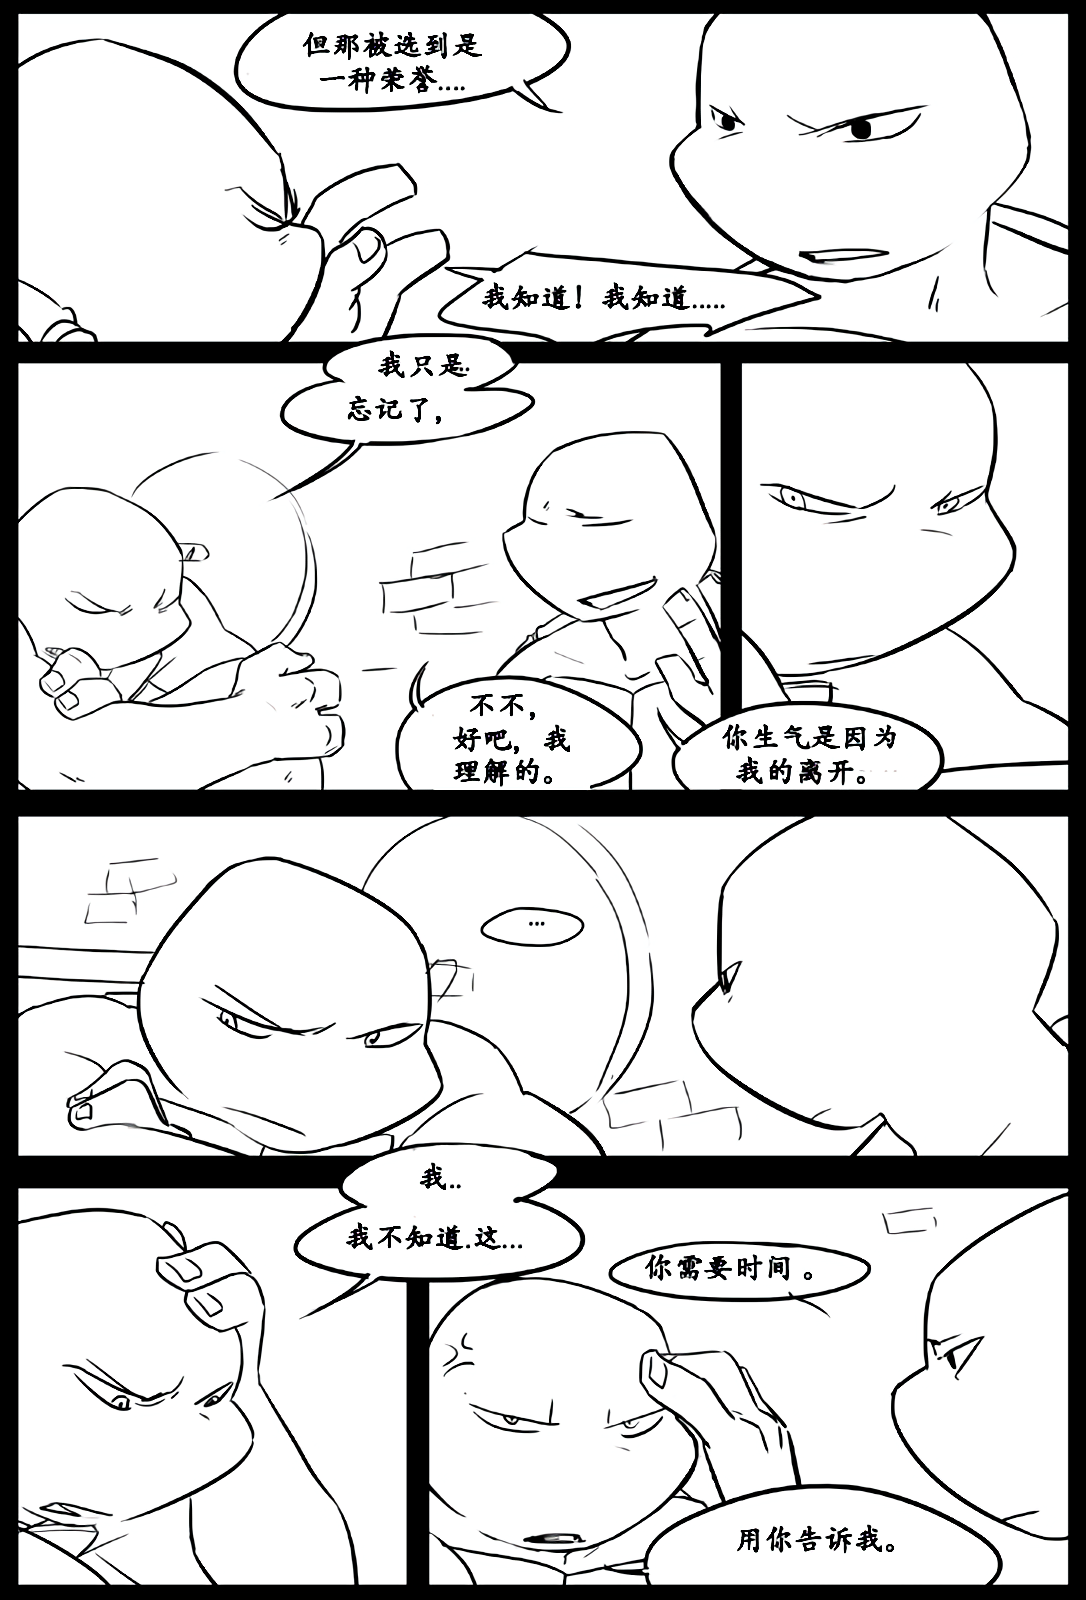 但那被选到是
一种荣誉....
我知道！我知道.....
我只是..
忘记了，
不不，
好吧，我
理解的。
你生气是因为
我的离开。
...
我..
我不知道.这...
你需要时间。
用你告诉我。